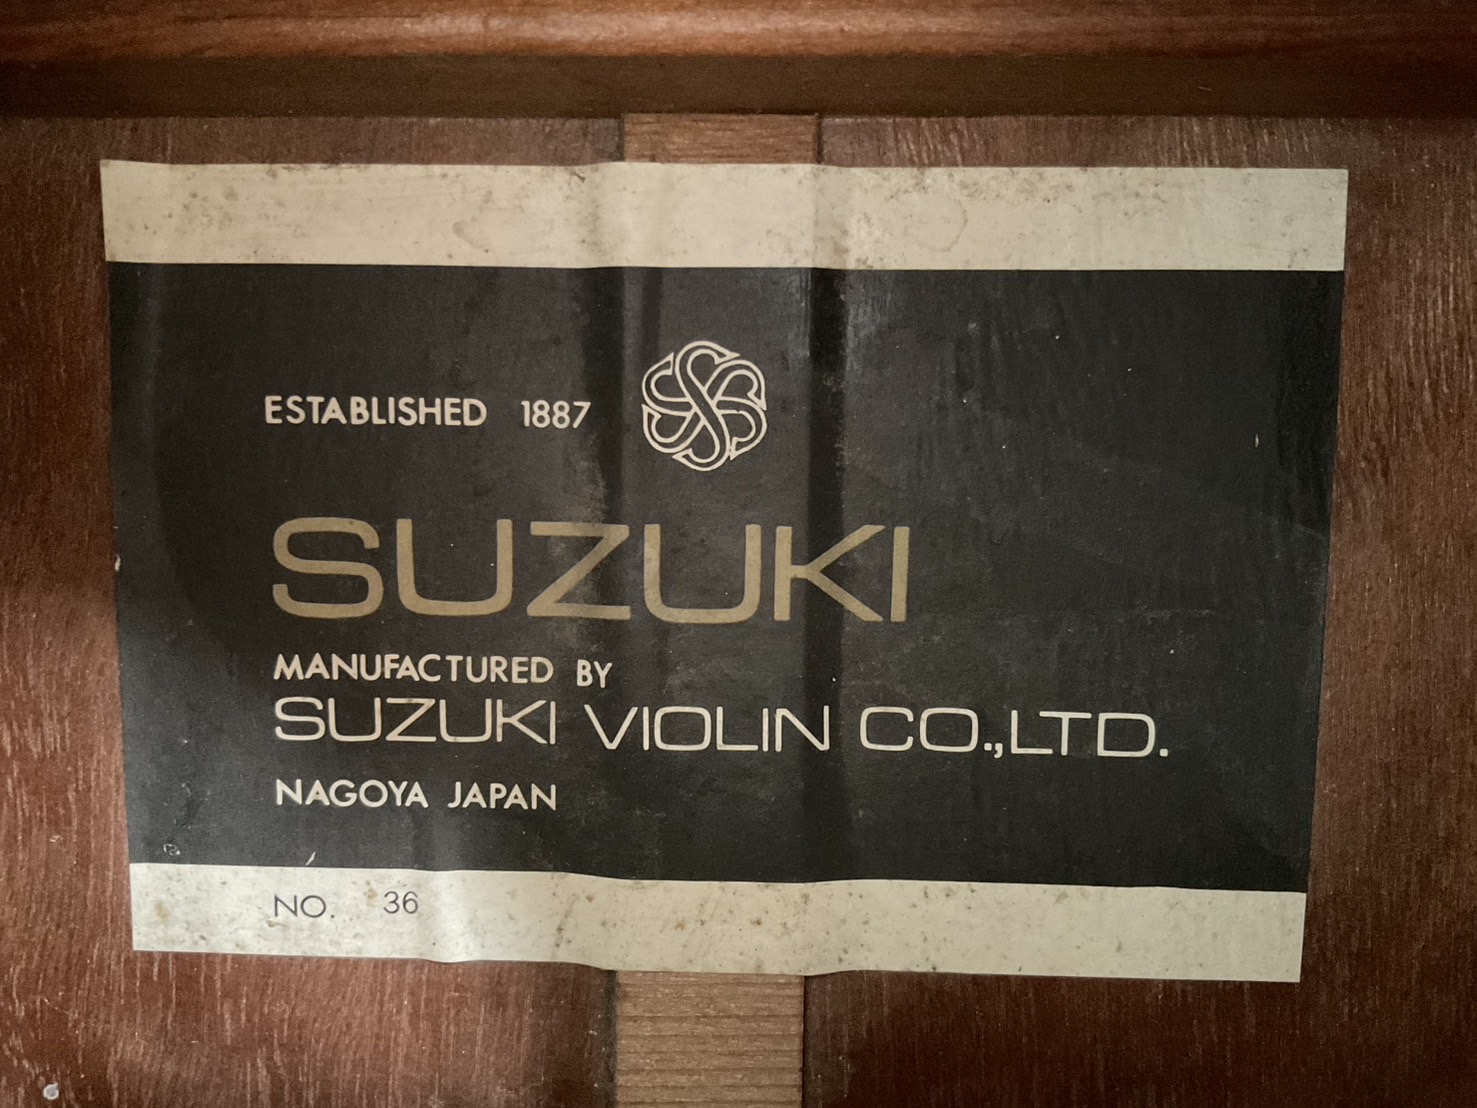 ESTABLISHED 1887
SUZUKI
MANUFACTURED BY
SUZUKI VIOLIN CO.,LTD.
NAGOYA JAPAN
NO. 36